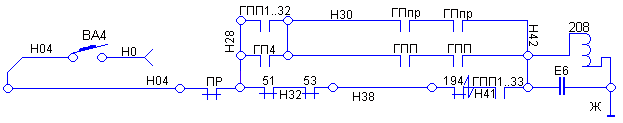 ГПП1..32 Н30 ГПпр ГПпр 208
Н04 ВА4 Н0 Н28 ГП4 ГПП ГПП Н42
Н04 ПР 51 53 194 ГПП1..33 Е6
Н32 Н38 Н41 Ж